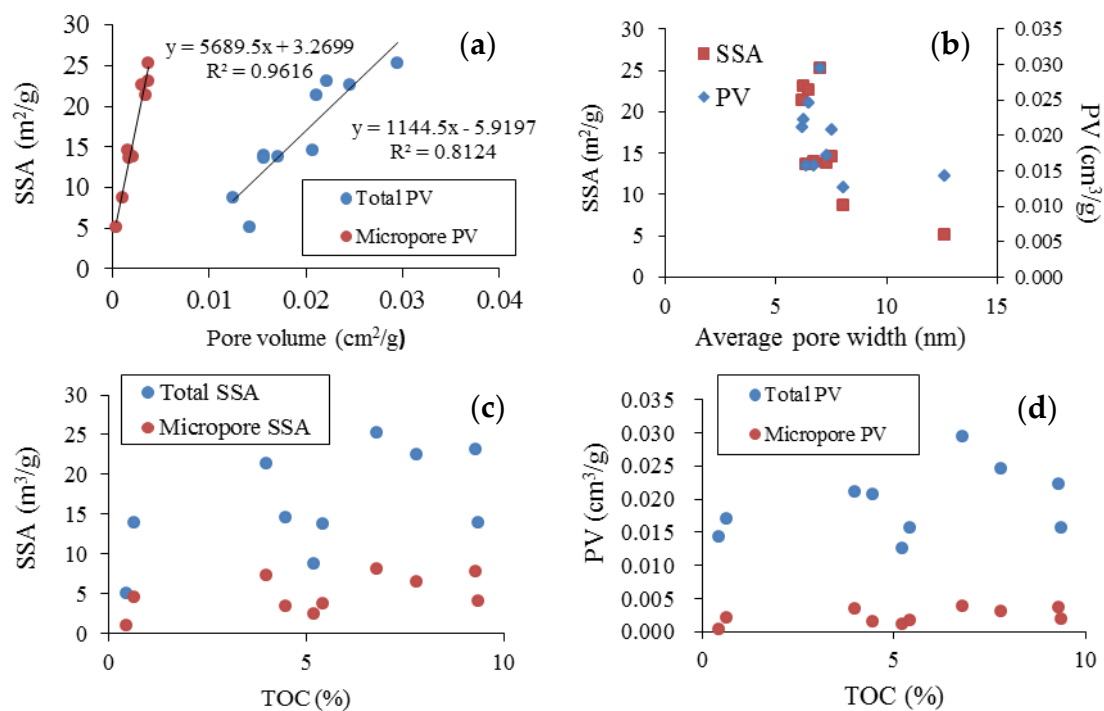 (a)
y = 5689.5x + 3.2699
R² = 0.9616
y = 1144.5x - 5.9197
R² = 0.8124
Total PV
Micropore PV
SSA (m²/g)
30
25
20
15
10
5
0
0 0.01 0.02 0.03 0.04
Pore volume (cm²/g)
(b)
SSA
PV
SSA (m²/g)
30
25
20
15
10
5
0
PV (cm³/g)
0.035
0.030
0.025
0.020
0.015
0.010
0.005
0.000
0 5 10 15
Average pore width (nm)
(c)
Total SSA
Micropore SSA
SSA (m³/g)
30
25
20
15
10
5
0
0 5 10
TOC (%)
(d)
Total PV
Micropore PV
PV (cm³/g)
0.035
0.030
0.025
0.020
0.015
0.010
0.005
0.000
0 5 10
TOC (%)